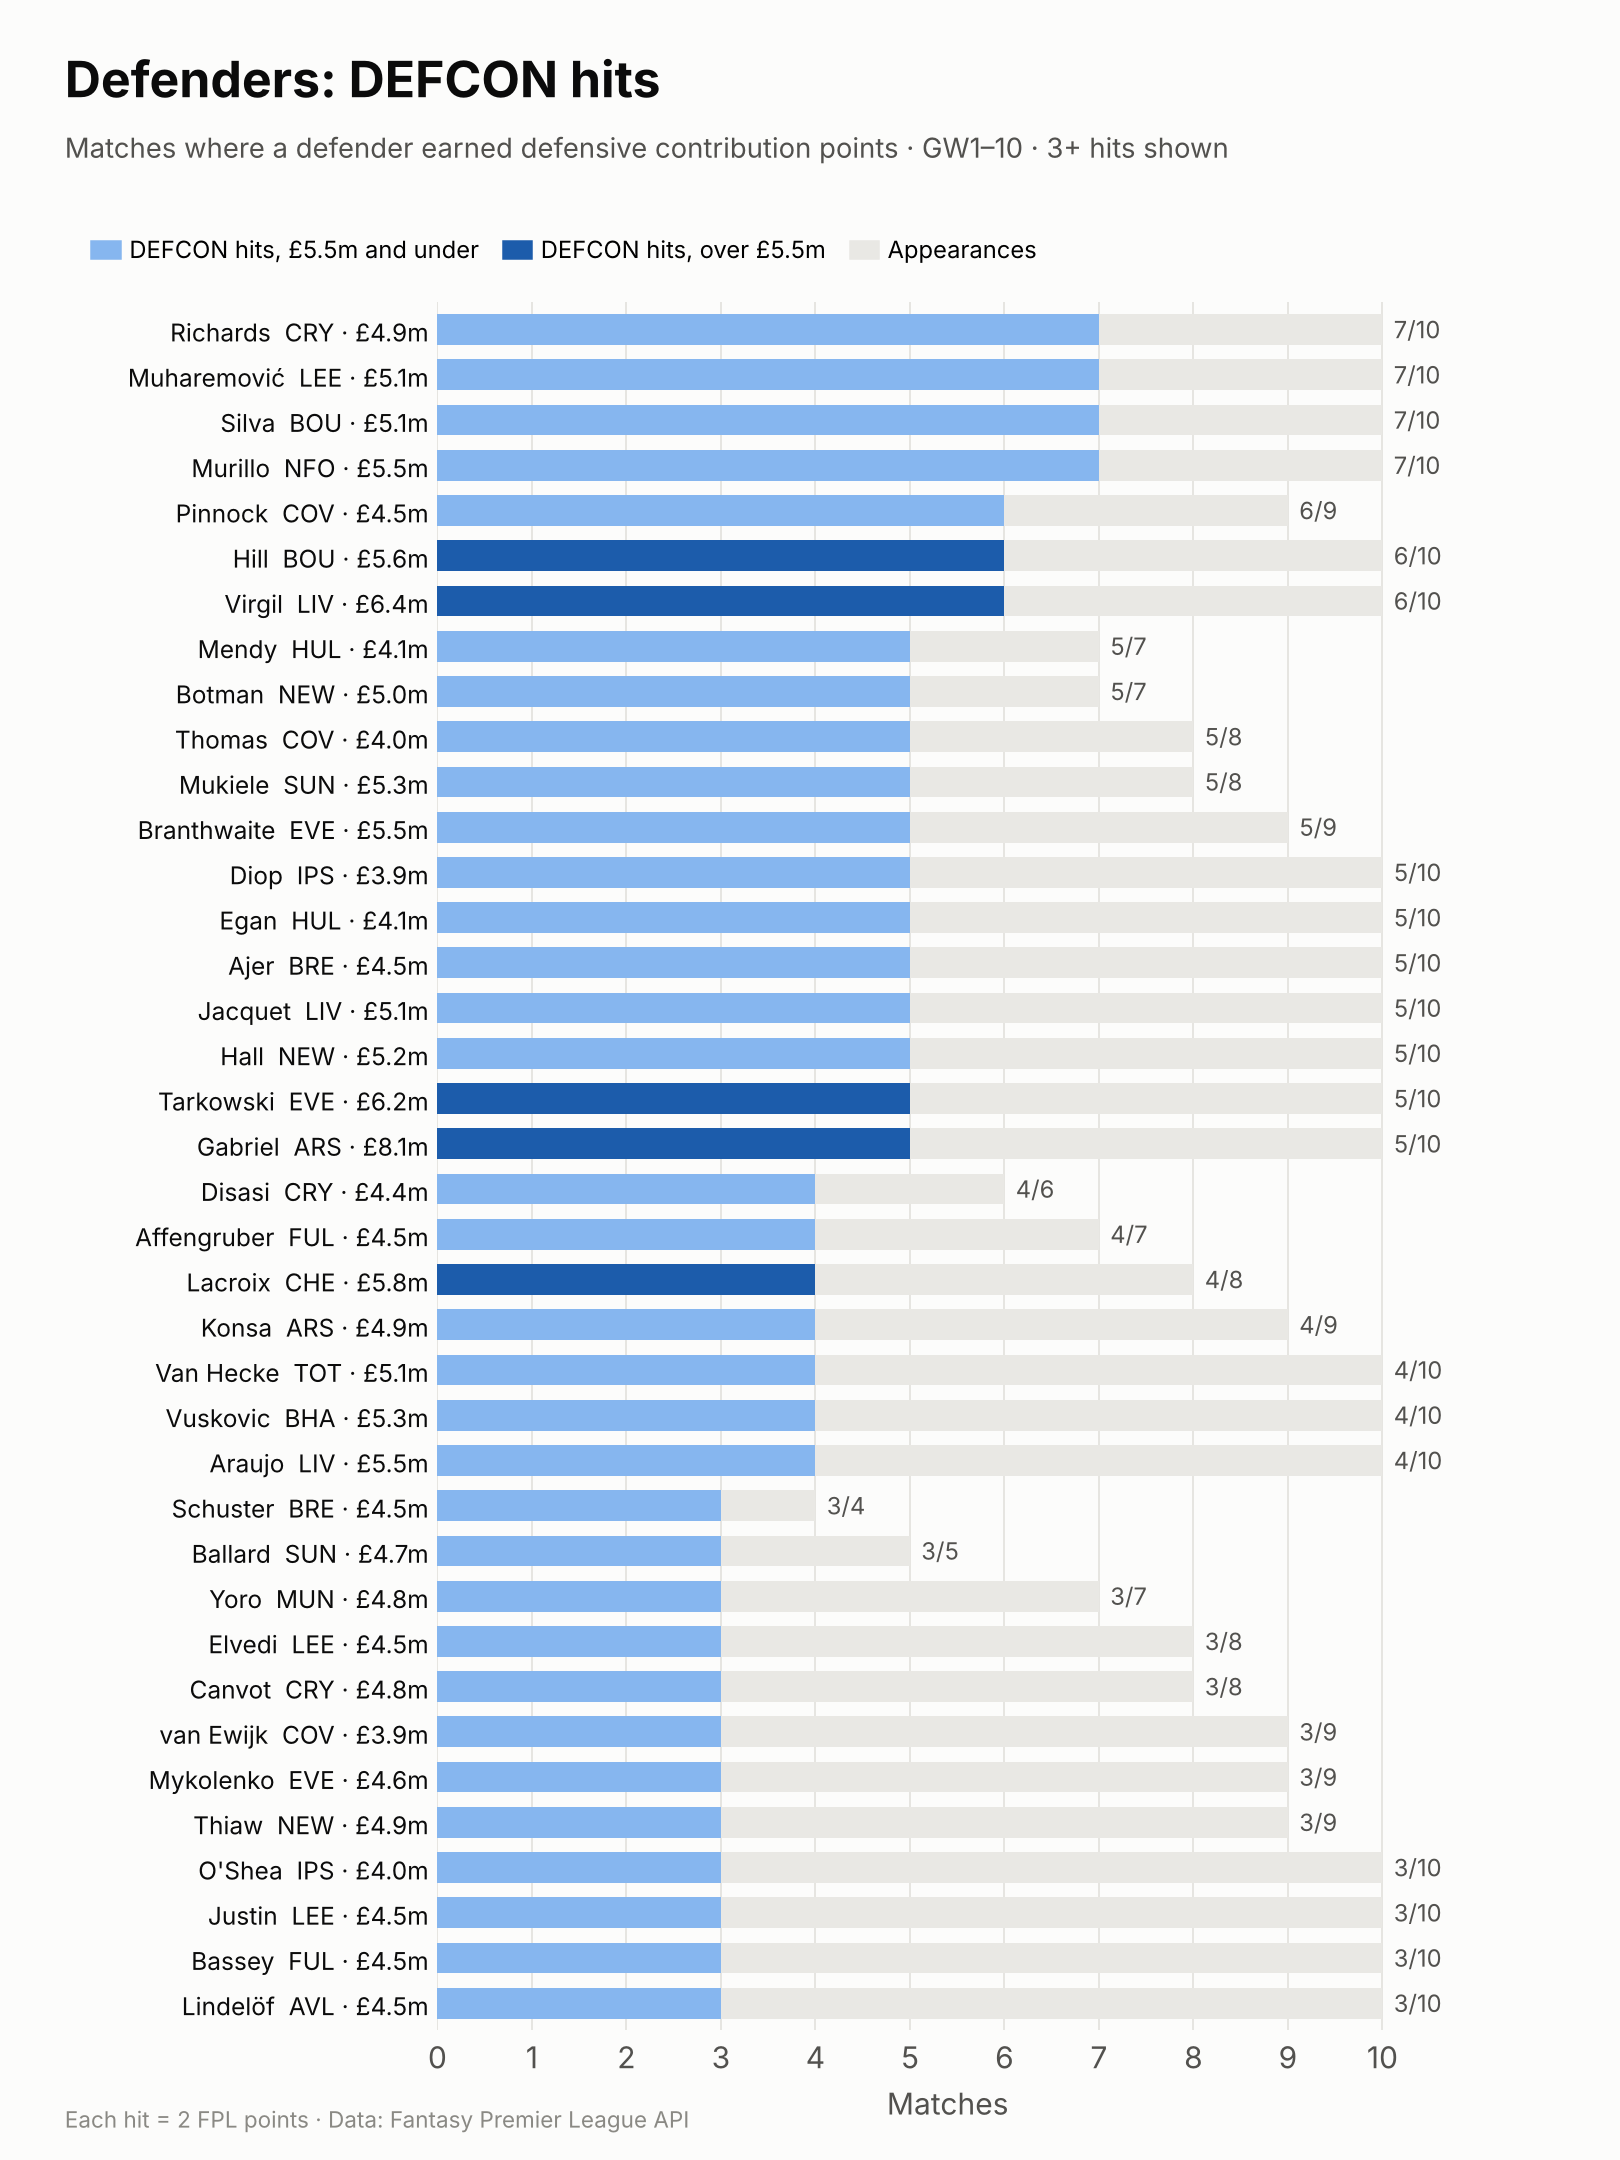 Defenders: DEFCON hits
Matches where a defender earned defensive contribution points · GW1–10 · 3+ hits shown
DEFCON hits, £5.5m and under DEFCON hits, over £5.5m Appearances
Richards CRY · £4.9m 7/10
Muharemović LEE · £5.1m 7/10
Silva BOU · £5.1m 7/10
Murillo NFO · £5.5m 7/10
Pinnock COV · £4.5m 6/9
Hill BOU · £5.6m 6/10
Virgil LIV · £6.4m 6/10
Mendy HUL · £4.1m 5/7
Botman NEW · £5.0m 5/7
Thomas COV · £4.0m 5/8
Mukiele SUN · £5.3m 5/8
Branthwaite EVE · £5.5m 5/9
Diop IPS · £3.9m 5/10
Egan HUL · £4.1m 5/10
Ajer BRE · £4.5m 5/10
Jacquet LIV · £5.1m 5/10
Hall NEW · £5.2m 5/10
Tarkowski EVE · £6.2m 5/10
Gabriel ARS · £8.1m 5/10
Disasi CRY · £4.4m 4/6
Affengruber FUL · £4.5m 4/7
Lacroix CHE · £5.8m 4/8
Konsa ARS · £4.9m 4/9
Van Hecke TOT · £5.1m 4/10
Vuskovic BHA · £5.3m 4/10
Araujo LIV · £5.5m 4/10
Schuster BRE · £4.5m 3/4
Ballard SUN · £4.7m 3/5
Yoro MUN · £4.8m 3/7
Elvedi LEE · £4.5m 3/8
Canvot CRY · £4.8m 3/8
van Ewijk COV · £3.9m 3/9
Mykolenko EVE · £4.6m 3/9
Thiaw NEW · £4.9m 3/9
O'Shea IPS · £4.0m 3/10
Justin LEE · £4.5m 3/10
Bassey FUL · £4.5m 3/10
Lindelöf AVL · £4.5m 3/10
0 1 2 3 4 5 6 7 8 9 10
Matches
Each hit = 2 FPL points · Data: Fantasy Premier League API